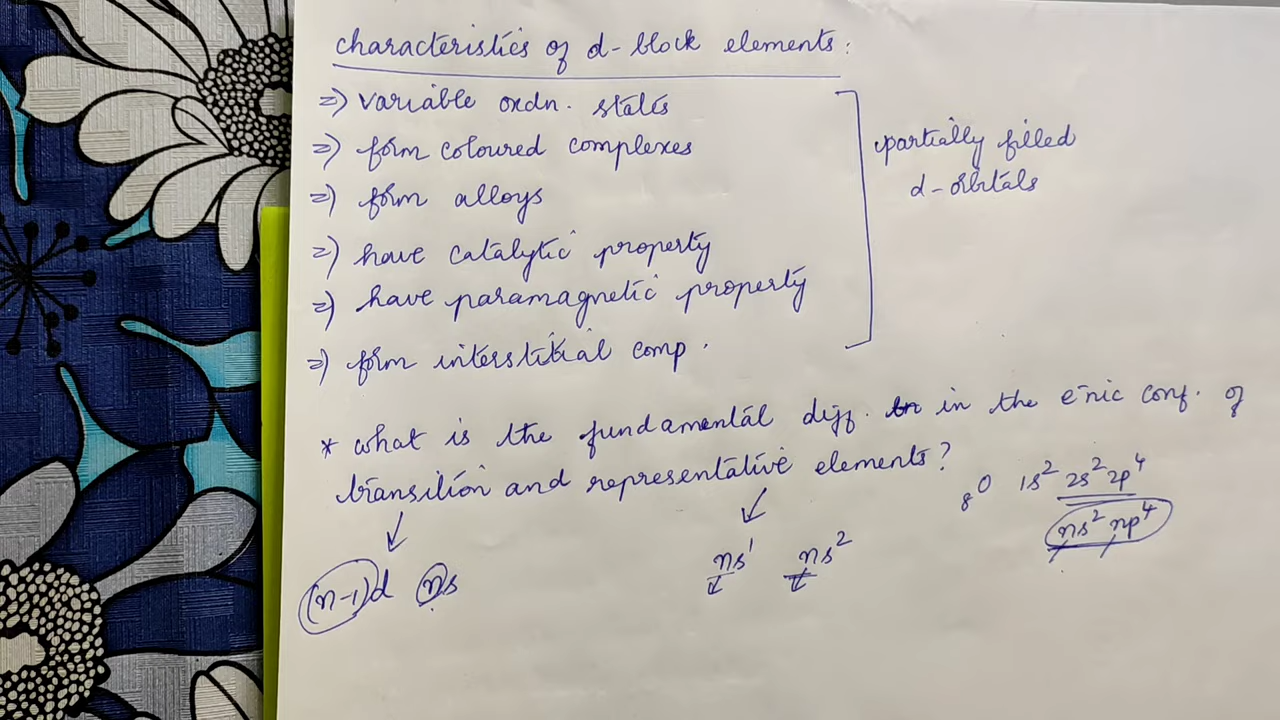 characteristics of d-block elements:
=> variable oxdn. states
=> form coloured complexes
=> form alloys
=> have catalytic property
=> have paramagnetic property
=> form interstitial comp.
partially filled
d-orbitals
* what is the fundamental diff. in the e⁻nic conf. of
transition and representative elements?
(n-1)d ns
ns¹ ns²
₈O 1s² 2s² 2p⁴
ns² np⁴